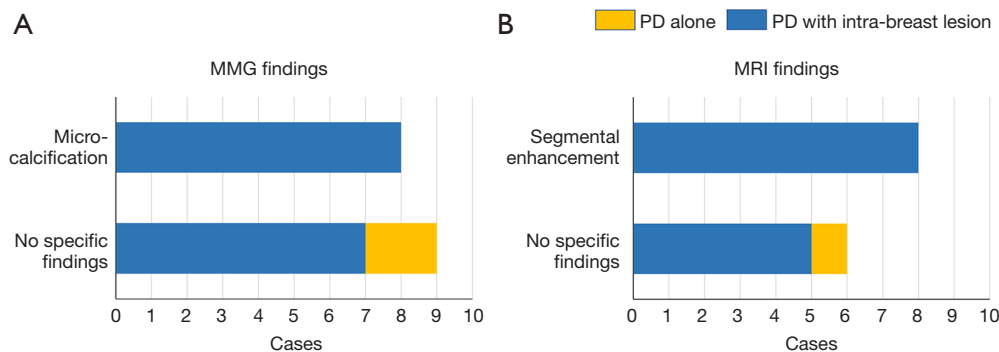 A
B
PD alone
PD with intra-breast lesion
MMG findings
Micro-
calcification
No specific
findings
0 1 2 3 4 5 6 7 8 9 10
Cases
MRI findings
Segmental
enhancement
No specific
findings
0 1 2 3 4 5 6 7 8 9 10
Cases